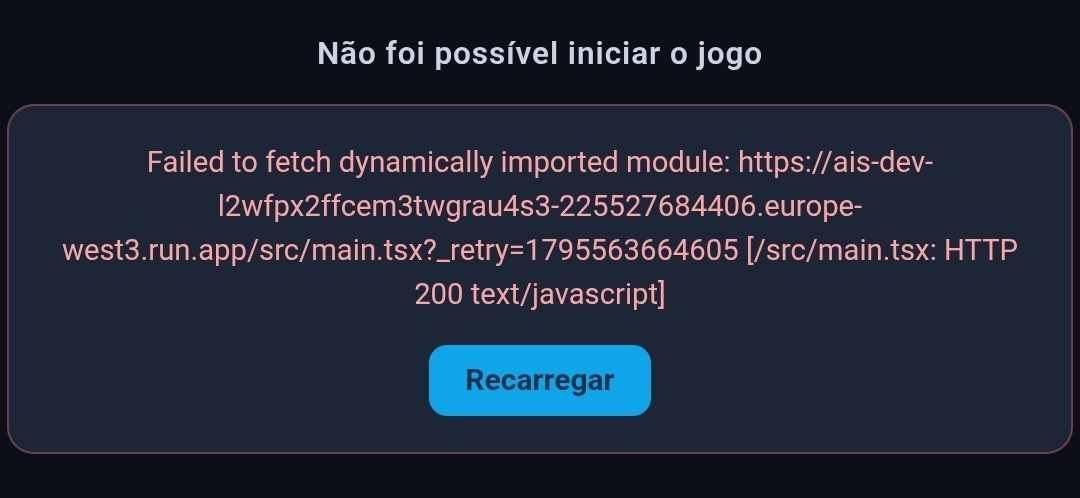 Não foi possível iniciar o jogo
Failed to fetch dynamically imported module: https://ais-dev-
l2wfpx2ffcem3twgrau4s3-225527684406.europe-
west3.run.app/src/main.tsx?_retry=1795563664605 [/src/main.tsx: HTTP
200 text/javascript]
Recarregar